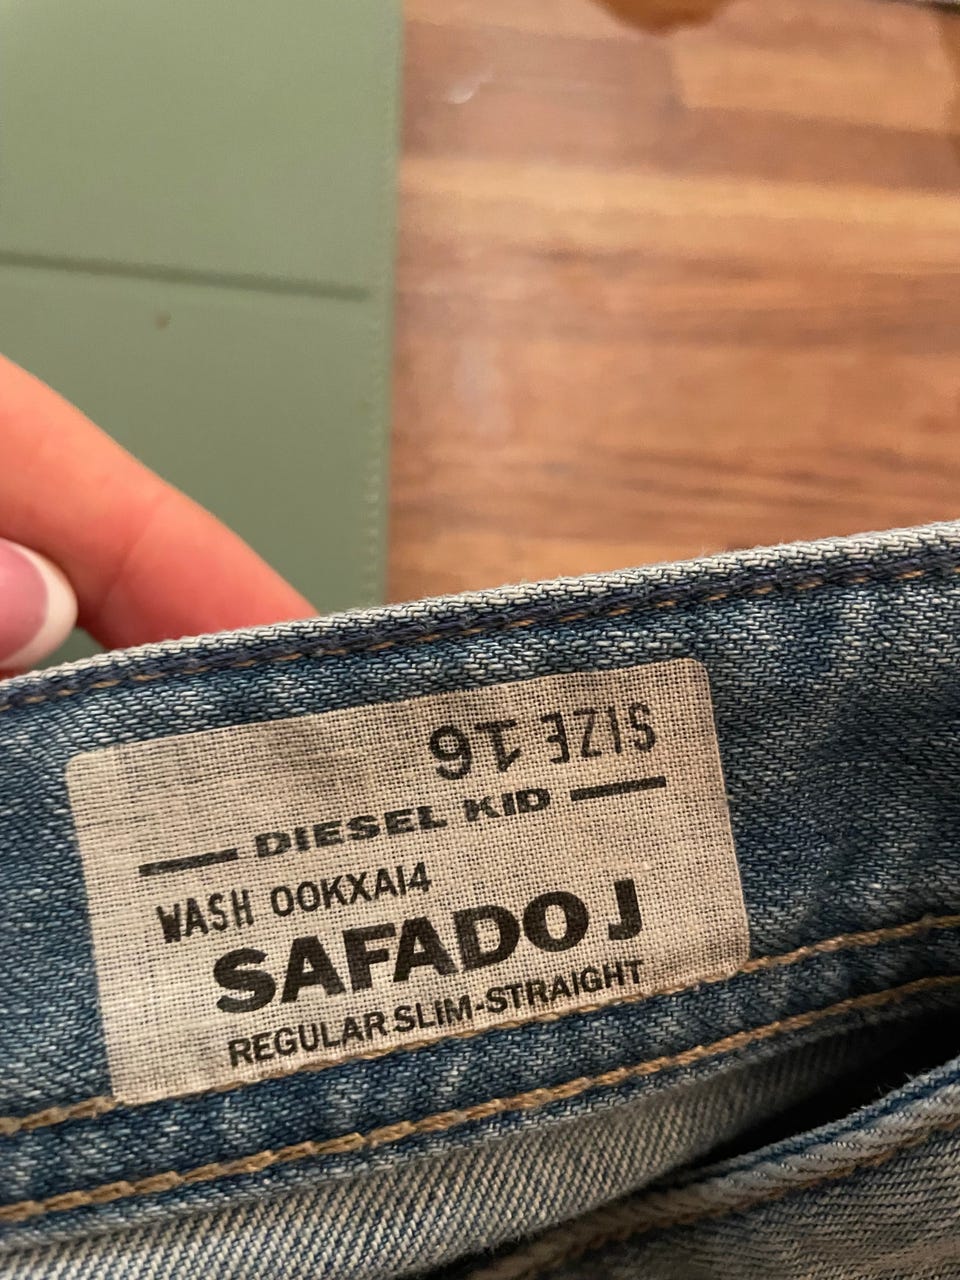 SIZE 16
DIESEL KID
WASH 00KXAI4
SAFADO J
REGULAR SLIM-STRAIGHT